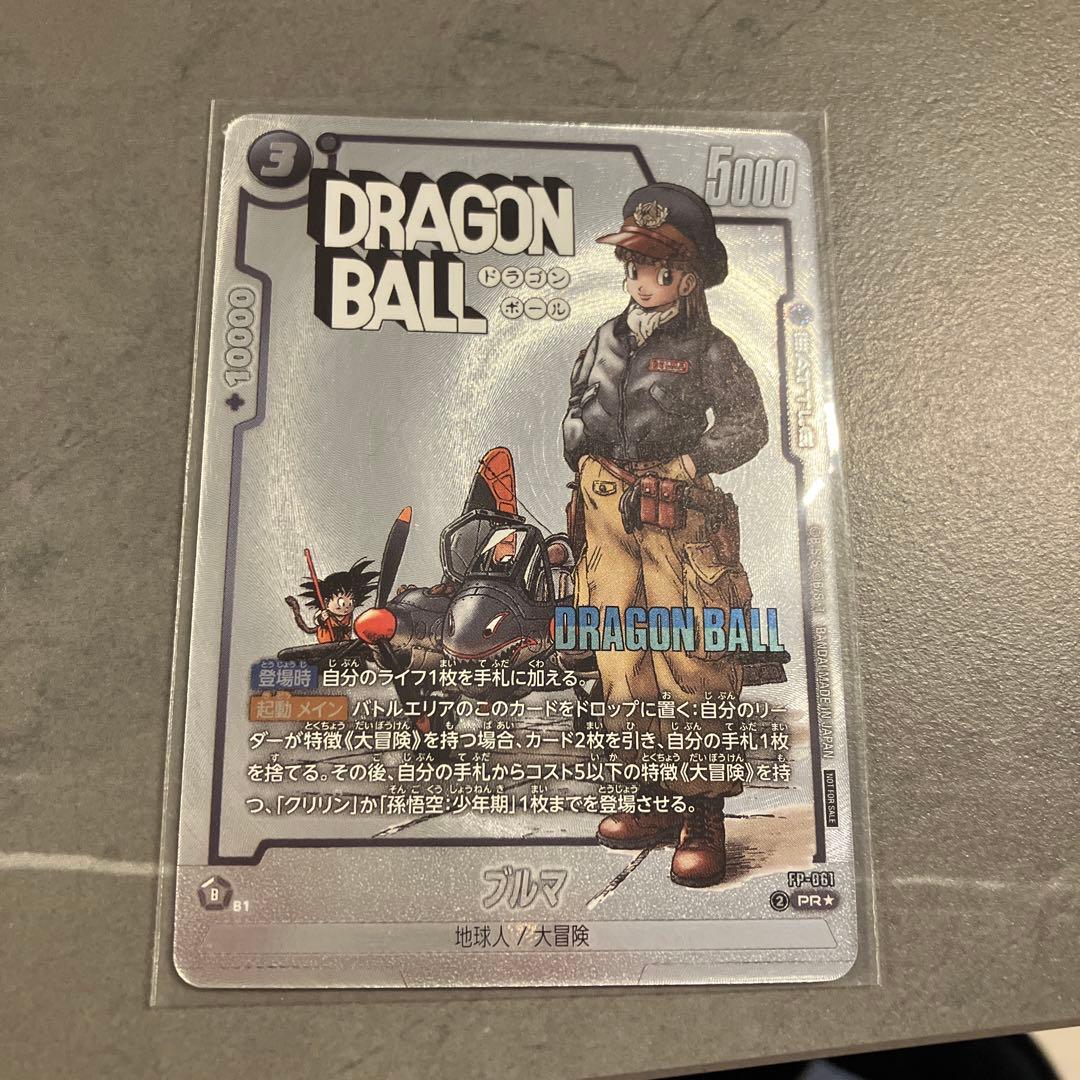 3
DRAGON
BALL
ドラゴン
ボール
5000
+10000
BATTLE
DRAGON BALL
登場時 自分のライフ1枚を手札に加える。
起動 メイン バトルエリアのこのカードをドロップに置く:自分のリー
ダーが特徴《大冒険》を持つ場合、カード2枚を引き、自分の手札1枚
を捨てる。その後、自分の手札からコスト5以下の特徴《大冒険》を持
つ、「クリリン」か「孫悟空:少年期」1枚までを登場させる。
BANDAI MADE IN JAPAN
NOT FOR SALE
ブルマ
FP-061
② PR★
B
B1
地球人/大冒険